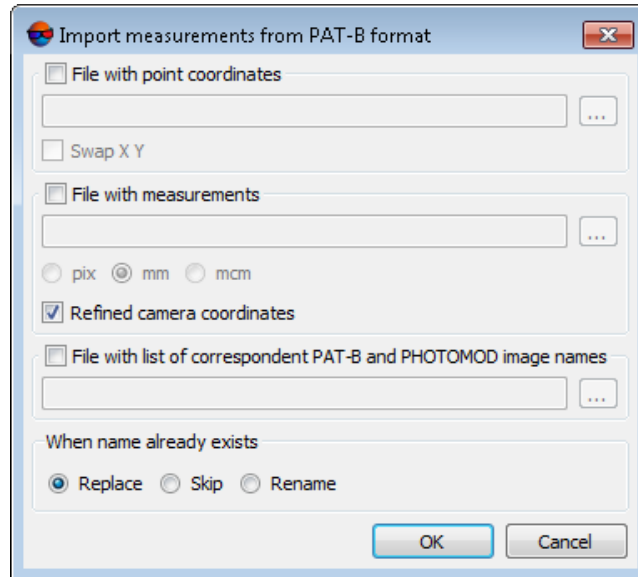 Import measurements from PAT-B format
File with point coordinates
...
Swap X Y
File with measurements
...
pix mm mcm
Refined camera coordinates
File with list of correspondent PAT-B and PHOTOMOD image names
...
When name already exists
Replace Skip Rename
OK Cancel